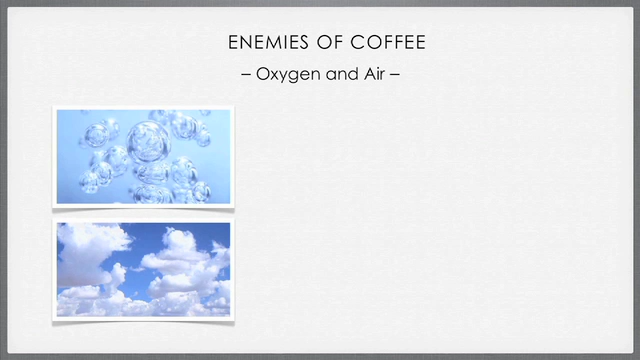 ENEMIES OF COFFEE
– Oxygen and Air –